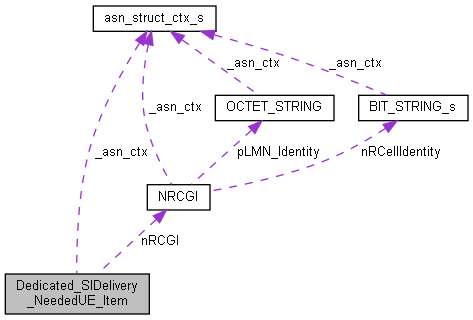 asn_struct_ctx_s
_asn_ctx
_asn_ctx
_asn_ctx
OCTET_STRING
BIT_STRING_s
_asn_ctx
pLMN_Identity
nRCellIdentity
NRCGI
nRCGI
Dedicated_SIDelivery
_NeededUE_Item